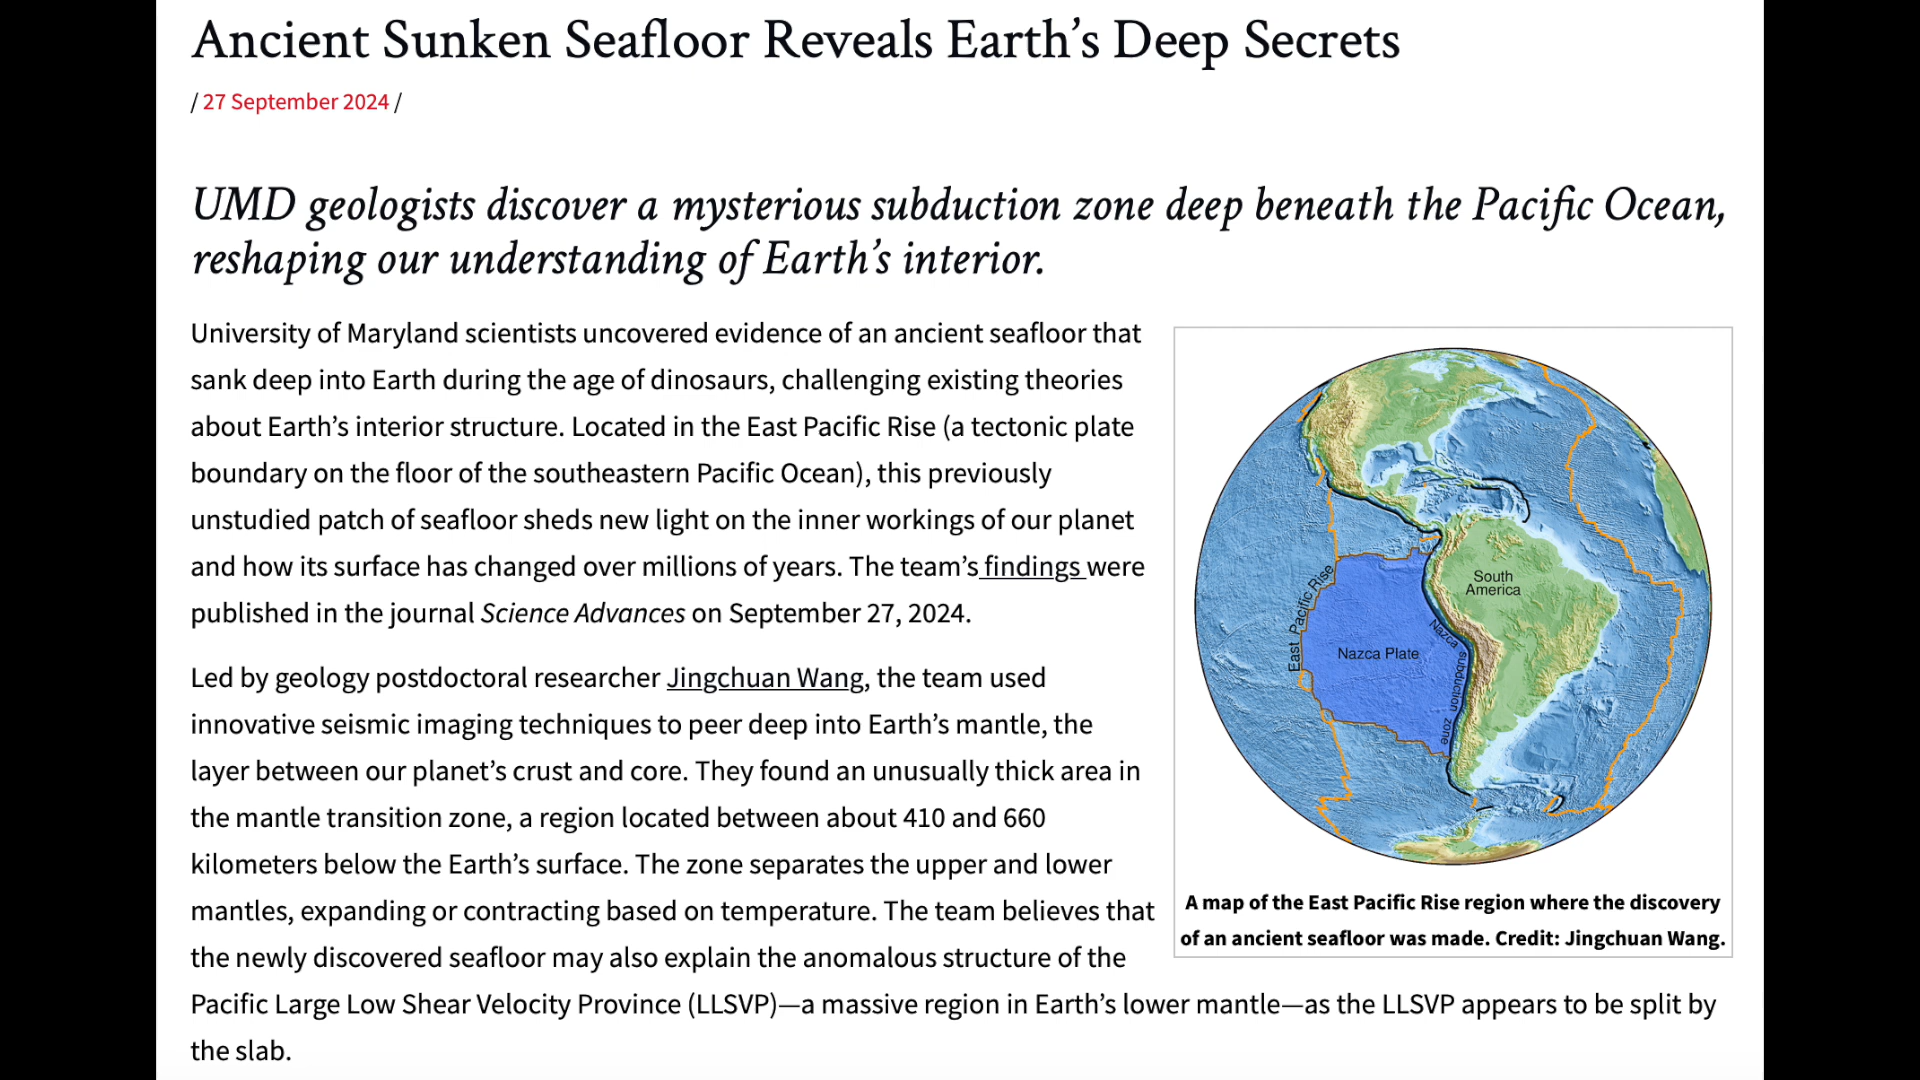 Ancient Sunken Seafloor Reveals Earth’s Deep Secrets
/ 27 September 2024 /
UMD geologists discover a mysterious subduction zone deep beneath the Pacific Ocean,
reshaping our understanding of Earth’s interior.
University of Maryland scientists uncovered evidence of an ancient seafloor that
sank deep into Earth during the age of dinosaurs, challenging existing theories
about Earth’s interior structure. Located in the East Pacific Rise (a tectonic plate
boundary on the floor of the southeastern Pacific Ocean), this previously
unstudied patch of seafloor sheds new light on the inner workings of our planet
and how its surface has changed over millions of years. The team’s findings were
published in the journal Science Advances on September 27, 2024.
Led by geology postdoctoral researcher Jingchuan Wang, the team used
innovative seismic imaging techniques to peer deep into Earth’s mantle, the
layer between our planet’s crust and core. They found an unusually thick area in
the mantle transition zone, a region located between about 410 and 660
kilometers below the Earth’s surface. The zone separates the upper and lower
mantles, expanding or contracting based on temperature. The team believes that
the newly discovered seafloor may also explain the anomalous structure of the
Pacific Large Low Shear Velocity Province (LLSVP)—a massive region in Earth’s lower mantle—as the LLSVP appears to be split by
the slab.
East Pacific Rise
Nazca Plate
Nazca subduction zone
South
America
A map of the East Pacific Rise region where the discovery
of an ancient seafloor was made. Credit: Jingchuan Wang.